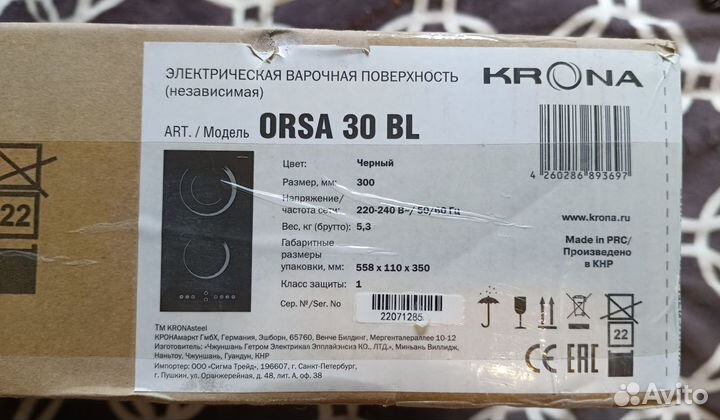 ЭЛЕКТРИЧЕСКАЯ ВАРОЧНАЯ ПОВЕРХНОСТЬ
(независимая)
KRONA
ART. / Модель ORSA 30 BL
Цвет: Черный
Размер, мм: 300
Напряжение/
частота сети: 220-240 В~/ 50/60 Гц
Вес, кг (брутто): 5,3
Габаритные
размеры
упаковки, мм: 558 x 110 x 350
Класс защиты: 1
Сер. №/Ser. No
22071285
4 260286 893697
www.krona.ru
Made in PRC/
Произведено
в КНР
22
22
CE EAC
ТМ KRONAsteel
КРОНАмаркт ГмбХ, Германия, Эшборн, 65760, Венче Билдинг, Мергенталераллее 10-12
Изготовитель: «Чжуншань Гетром Электрикал Эпплайэнсиз КО., ЛТД.», Миньань Виллидж,
Наньтоу, Чжуншань, Гуандун, КНР
Импортер: ООО «Сигма Трейд», 196607, г. Санкт-Петербург,
г. Пушкин, ул. Оранжерейная, д. 48, лит. А, оф. 38
Avito